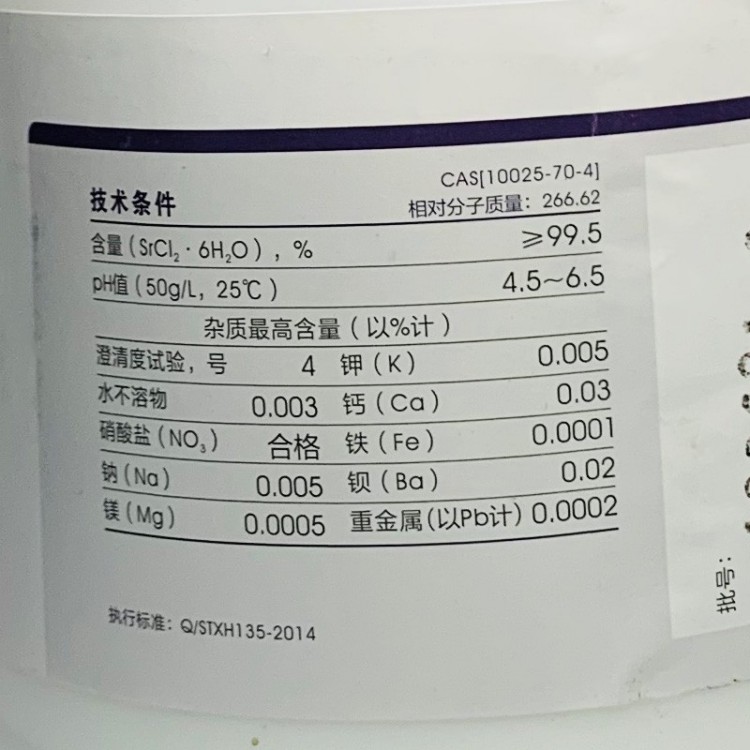 CAS[10025-70-4]
技术条件 相对分子质量：266.62
含量（SrCl₂·6H₂O），% ≥99.5
pH值（50g/L，25℃） 4.5~6.5
杂质最高含量（以%计）
澄清度试验，号 4 钾（K） 0.005
水不溶物 0.003 钙（Ca） 0.03
硝酸盐（NO₃） 合格 铁（Fe） 0.0001
钠（Na） 0.005 钡（Ba） 0.02
镁（Mg） 0.0005 重金属（以Pb计） 0.0002
执行标准：Q/STXH135-2014
批号：